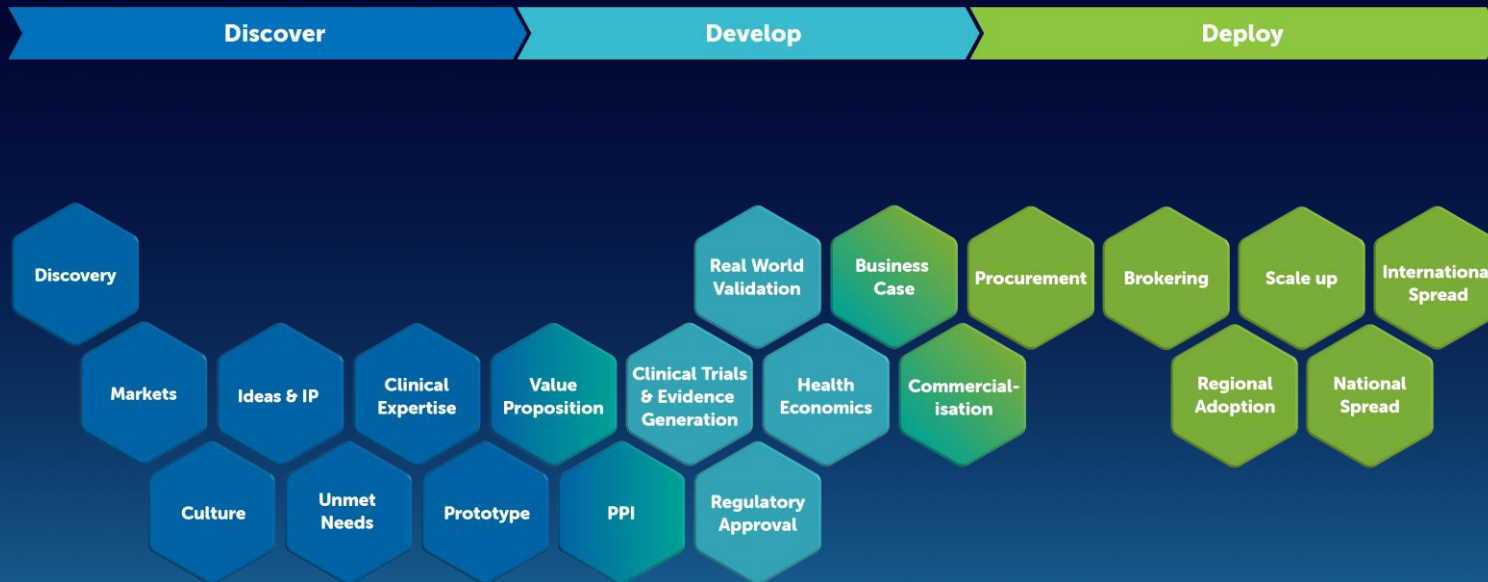 Discover
Develop
Deploy
Discovery
Real World
Validation
Business
Case
Procurement
Brokering
Scale up
Internationa
Spread
Markets
Ideas & IP
Clinical
Expertise
Value
Proposition
Clinical Trials
& Evidence
Generation
Health
Economics
Commercial-
isation
Regional
Adoption
National
Spread
Culture
Unmet
Needs
Prototype
PPI
Regulatory
Approval